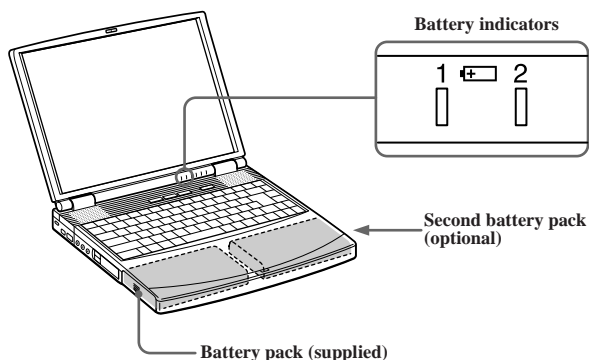 Battery indicators
1 2
Second battery pack
(optional)
Battery pack (supplied)